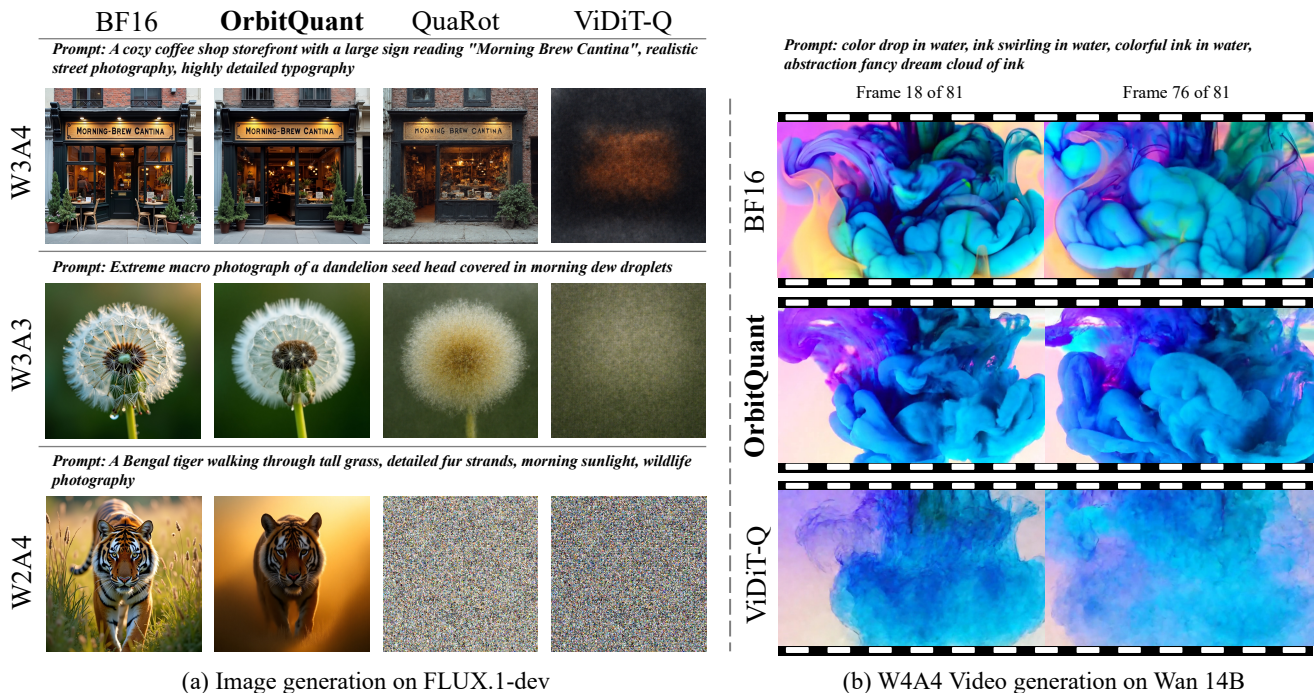 BF16 OrbitQuant QuaRot ViDiT-Q
Prompt: A cozy coffee shop storefront with a large sign reading "Morning Brew Cantina", realistic
street photography, highly detailed typography
W3A4
MORNING-BREW CANTINA
MORNING-BREW CANTINA
MORNING BREW CANTINA
Prompt: Extreme macro photograph of a dandelion seed head covered in morning dew droplets
W3A3
Prompt: A Bengal tiger walking through tall grass, detailed fur strands, morning sunlight, wildlife
photography
W2A4
(a) Image generation on FLUX.1-dev
Prompt: color drop in water, ink swirling in water, colorful ink in water,
abstraction fancy dream cloud of ink
Frame 18 of 81 Frame 76 of 81
BF16
OrbitQuant
ViDiT-Q
(b) W4A4 Video generation on Wan 14B